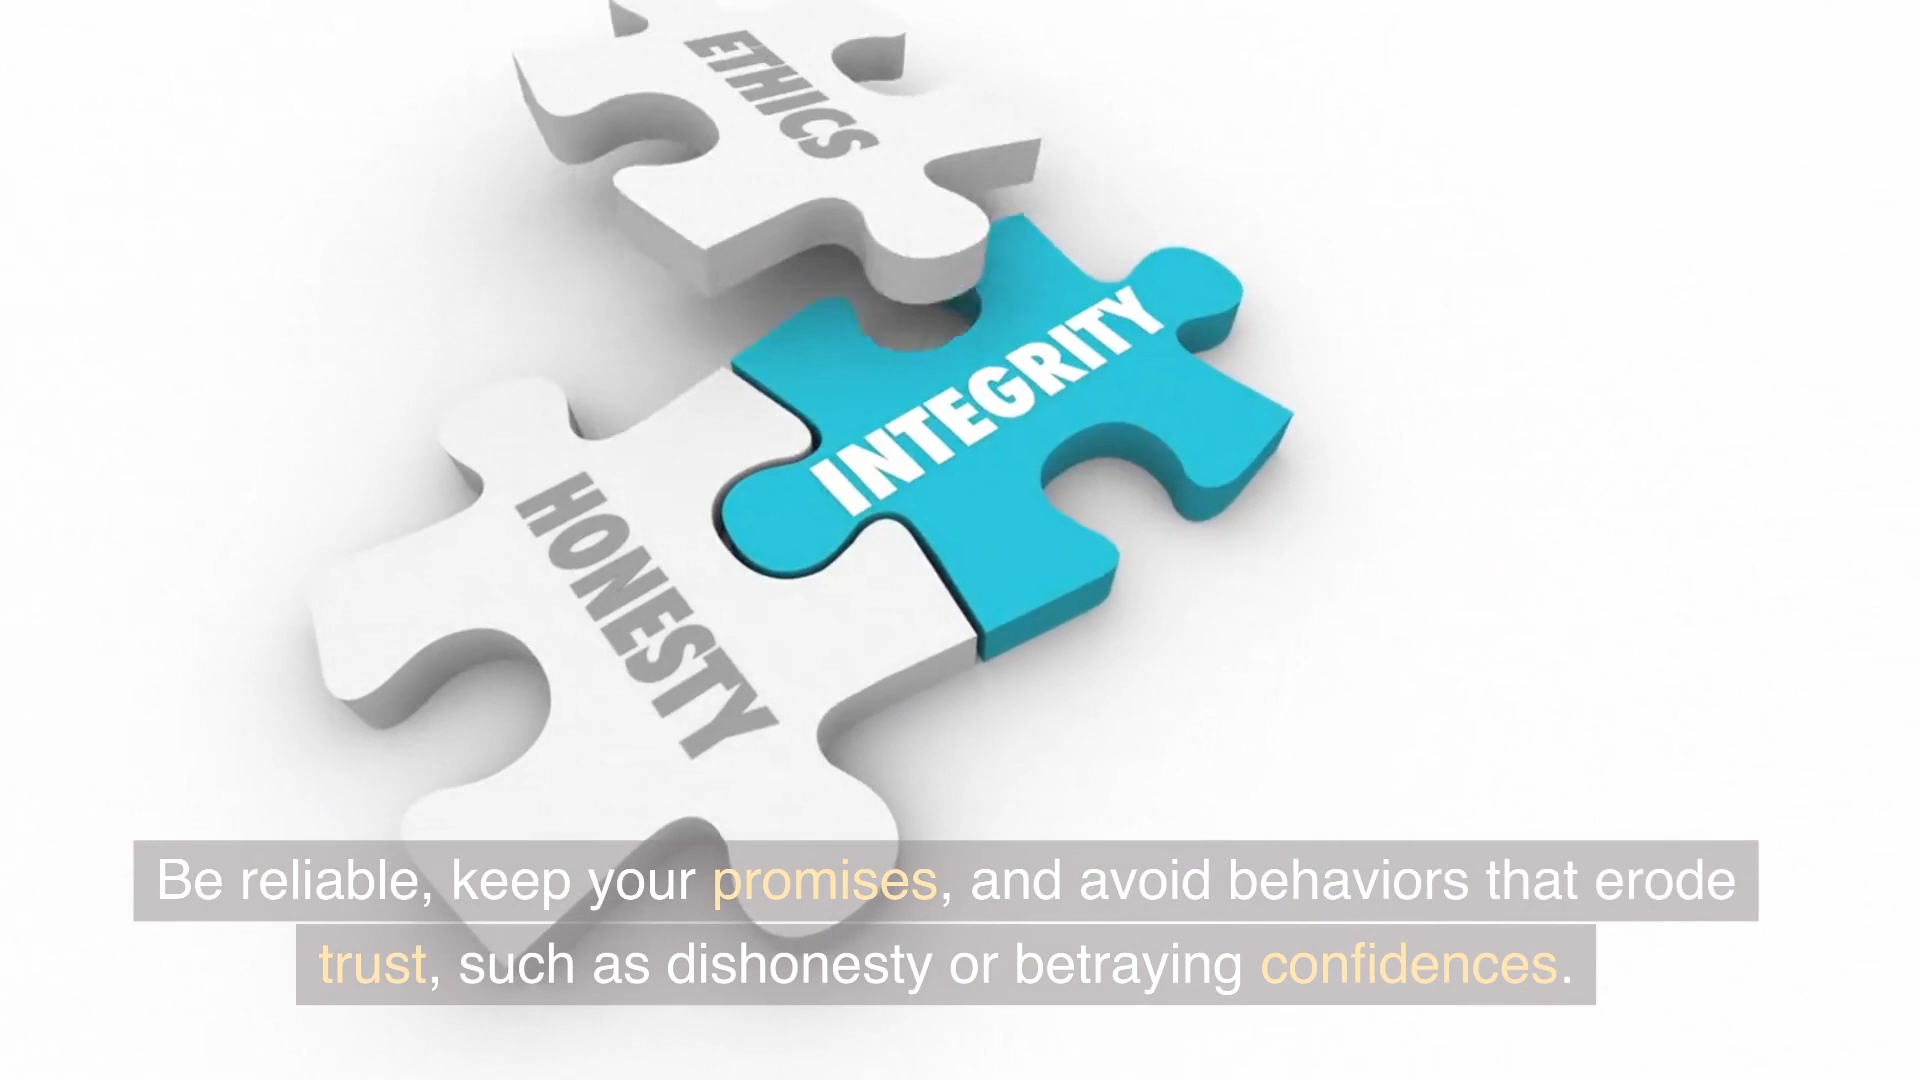 ETHICS
INTEGRITY
HONESTY
Be reliable, keep your promises, and avoid behaviors that erode
trust, such as dishonesty or betraying confidences.